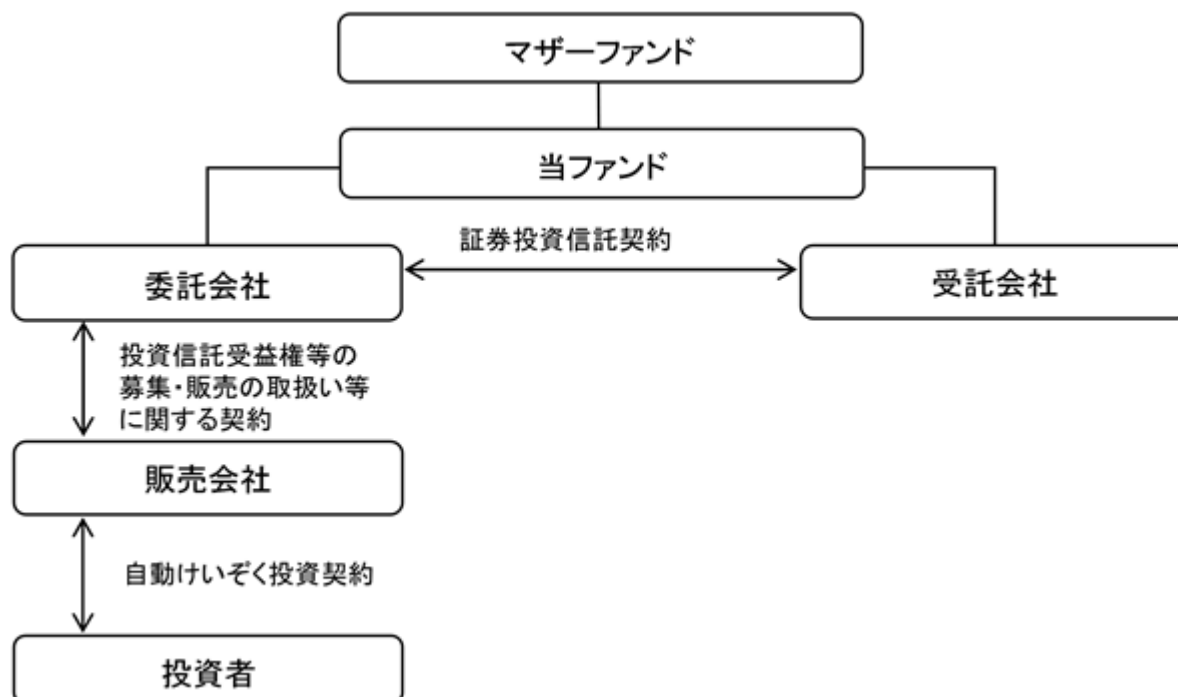 マザーファンド
当ファンド
証券投資信託契約
委託会社
受託会社
投資信託受益権等の
募集・販売の取扱い等
に関する契約
販売会社
自動けいぞく投資契約
投資者